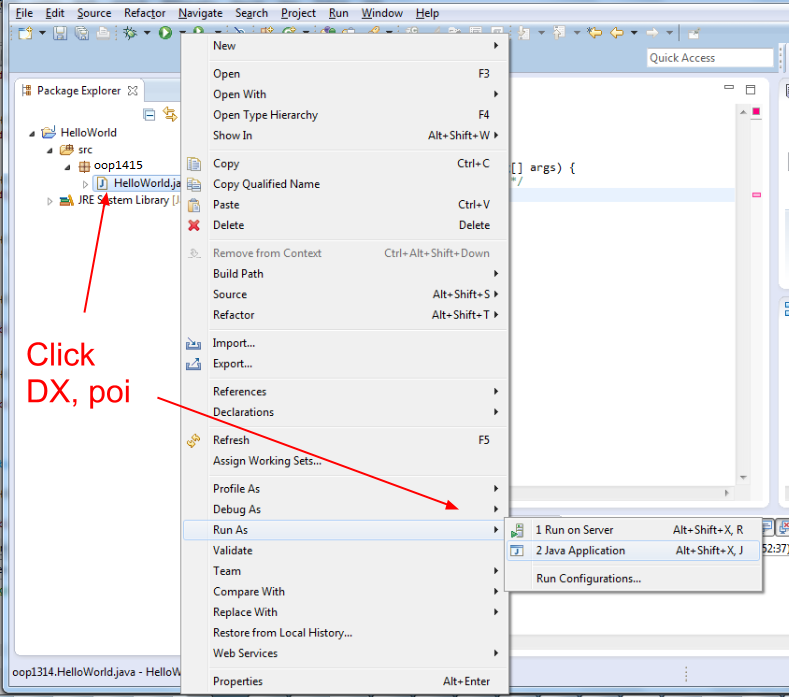 File Edit Source Refactor Navigate Search Project Run Window Help
Quick Access
Package Explorer
HelloWorld
src
oop1415
HelloWorld.ja
JRE System Library [J
Click
DX, poi
New
Open F3
Open With
Open Type Hierarchy F4
Show In Alt+Shift+W
Copy Ctrl+C
Copy Qualified Name
Paste Ctrl+V
Delete Delete
Remove from Context Ctrl+Alt+Shift+Down
Build Path
Source Alt+Shift+S
Refactor Alt+Shift+T
Import...
Export...
References
Declarations
Refresh F5
Assign Working Sets...
Profile As
Debug As
Run As
Validate
Team
Compare With
Replace With
Restore from Local History...
Web Services
Properties Alt+Enter
[] args) {
*/
1 Run on Server Alt+Shift+X, R
2 Java Application Alt+Shift+X, J
Run Configurations...
52:37)
oop1314.HelloWorld.java - HelloW